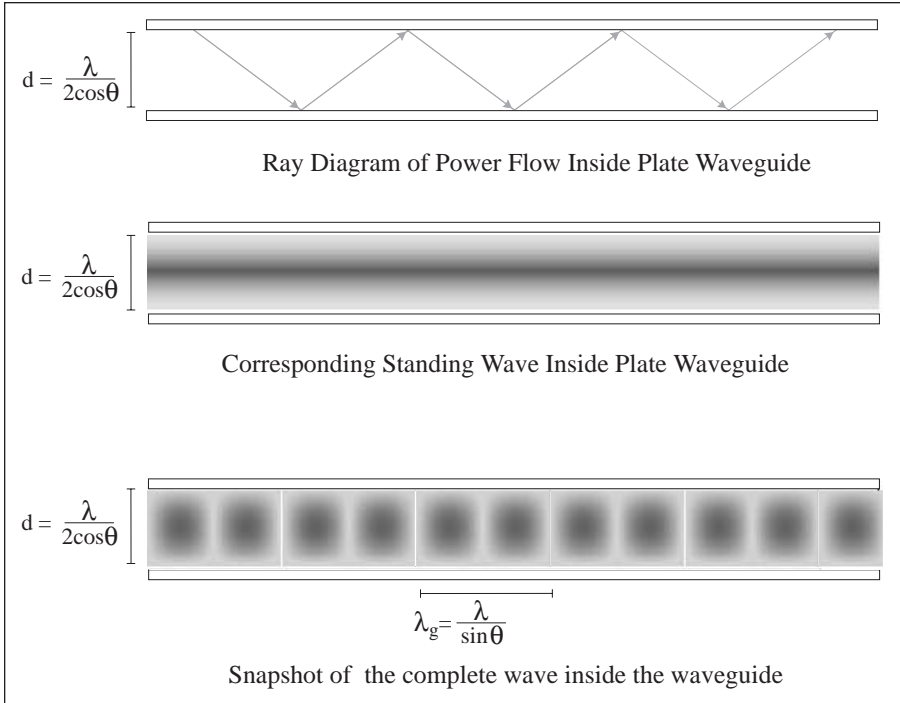 d = λ/2cosθ
Ray Diagram of Power Flow Inside Plate Waveguide
d = λ/2cosθ
Corresponding Standing Wave Inside Plate Waveguide
d = λ/2cosθ
λg=λ/sinθ
Snapshot of the complete wave inside the waveguide